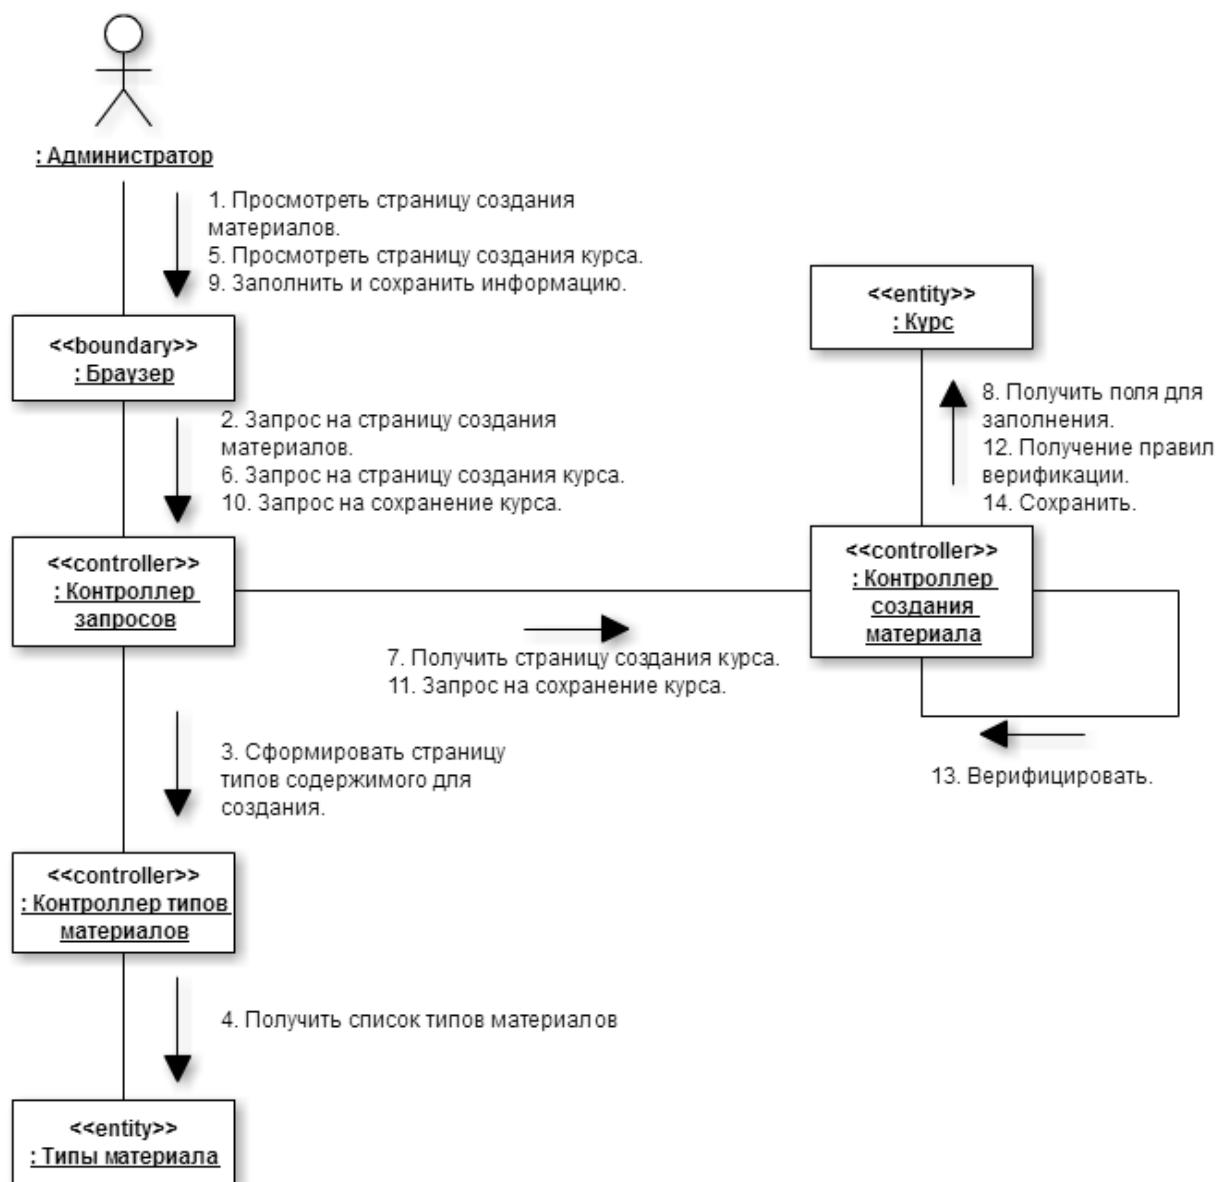 : Администратор
1. Просмотреть страницу создания
материалов.
5. Просмотреть страницу создания курса.
9. Заполнить и сохранить информацию.
<<boundary>>
: Браузер
<<entity>>
: Курс
2. Запрос на страницу создания
материалов.
6. Запрос на страницу создания курса.
10. Запрос на сохранение курса.
8. Получить поля для
заполнения.
12. Получение правил
верификации.
14. Сохранить.
<<controller>>
: Контроллер
запросов
<<controller>>
: Контроллер
создания
материала
7. Получить страницу создания курса.
11. Запрос на сохранение курса.
3. Сформировать страницу
типов содержимого для
создания.
13. Верифицировать.
<<controller>>
: Контроллер типов
материалов
4. Получить список типов материалов
<<entity>>
: Типы материала